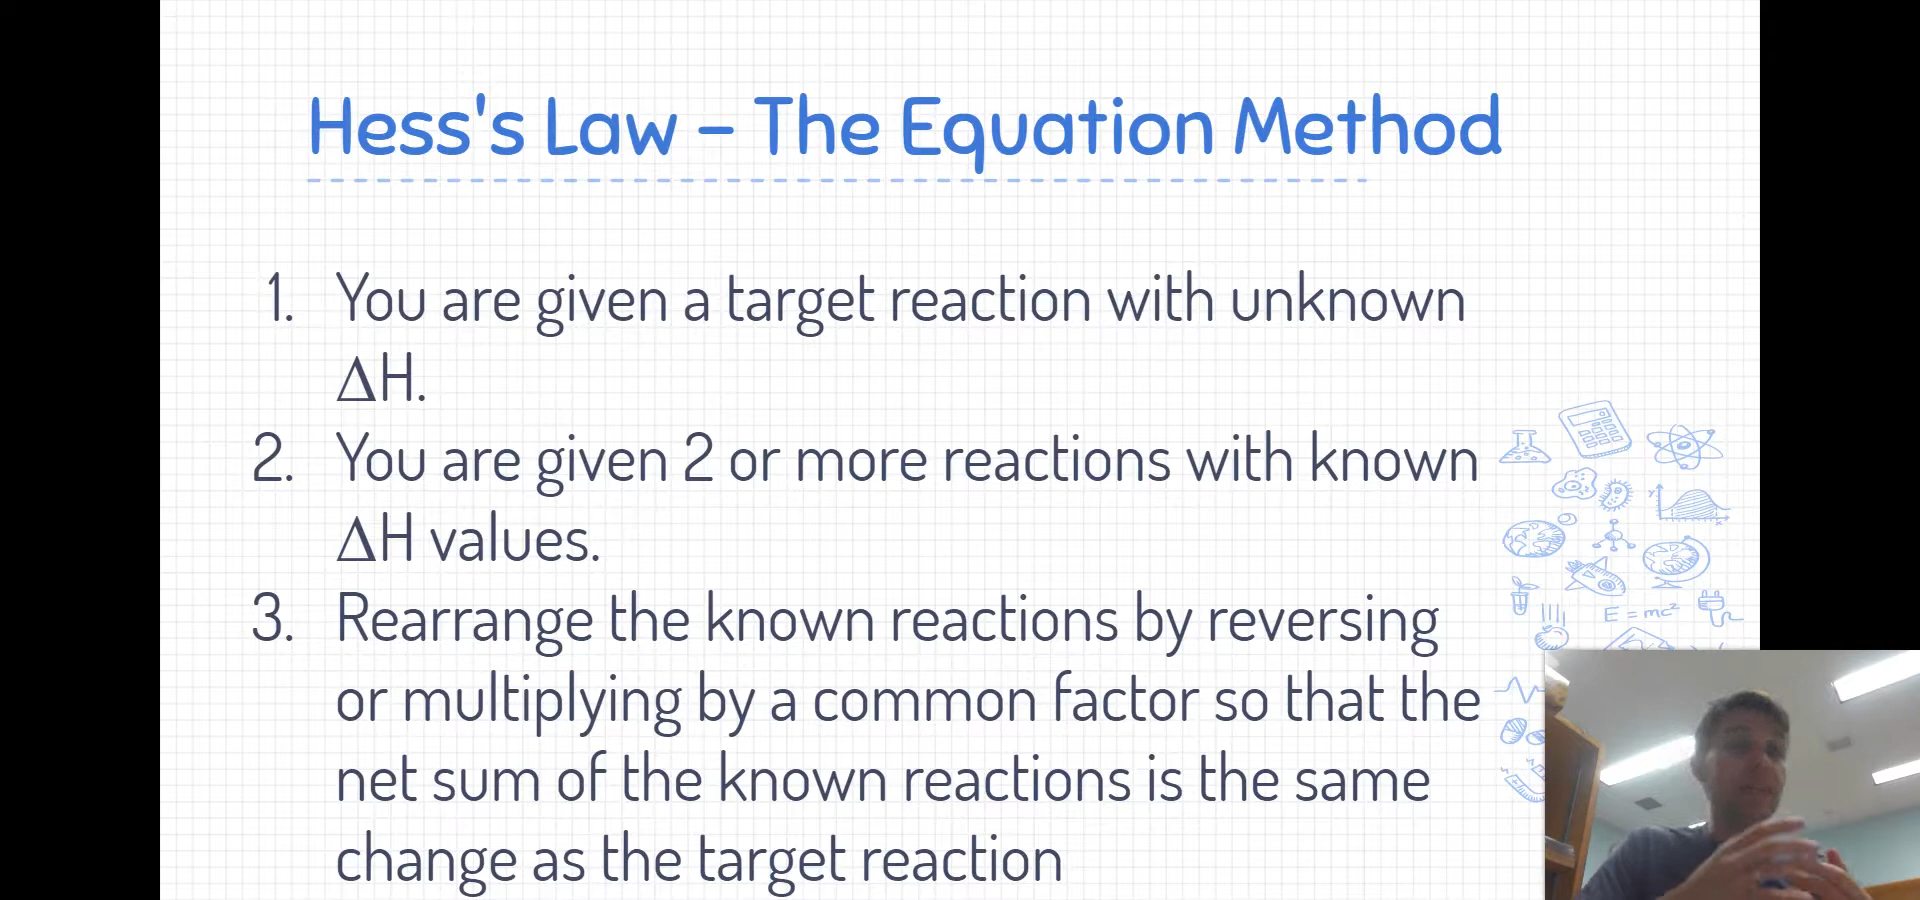 Hess's Law – The Equation Method
1. You are given a target reaction with unknown
ΔH.
2. You are given 2 or more reactions with known
ΔH values.
3. Rearrange the known reactions by reversing
or multiplying by a common factor so that the
net sum of the known reactions is the same
change as the target reaction
E = mc²